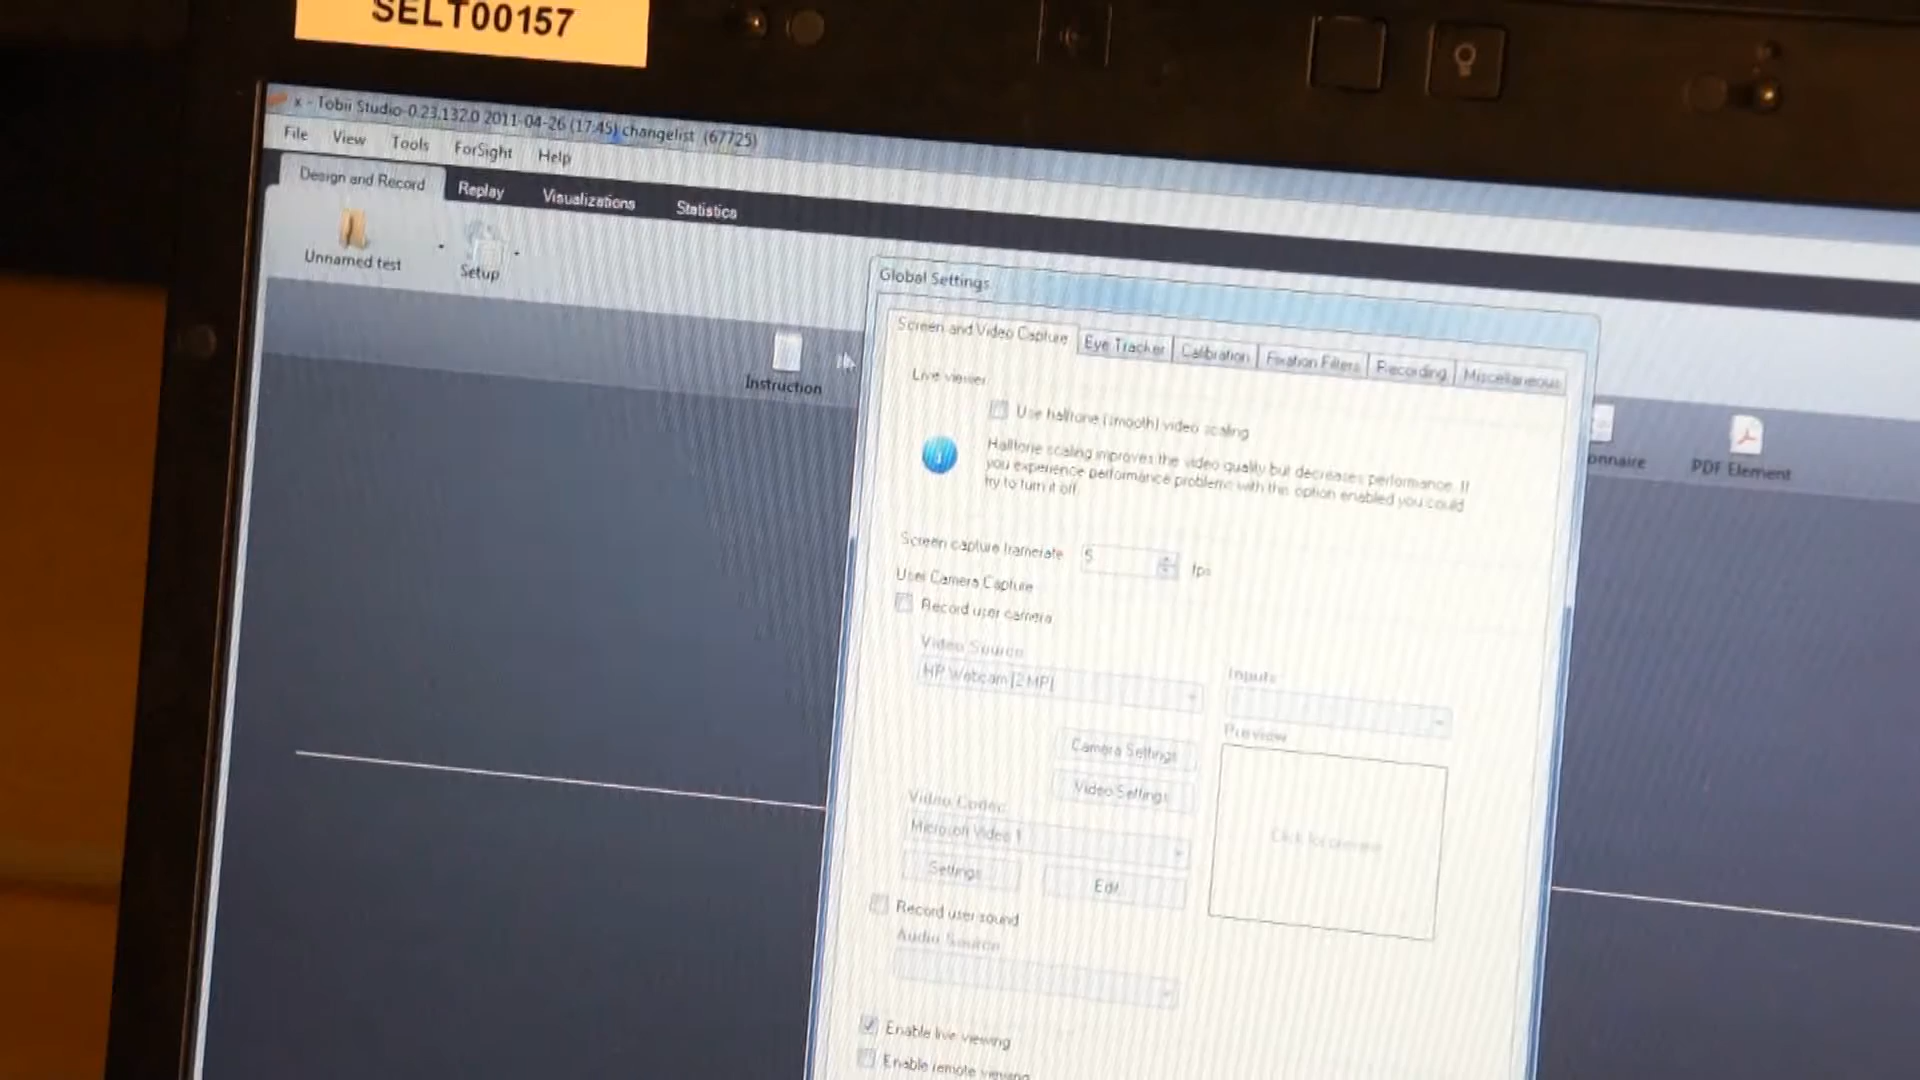 SELT00157
x - Tobii Studio-0.23.132.0 2011-04-26 (17:45) changelist (67725)
File View Tools ForSight Help
Design and Record Replay Visualizations Statistics
Unnamed test Setup
Instruction
onnaire PDF Element
Global Settings
Screen and Video Capture Eye Tracker Calibration Fixation Filters Recording Miscellaneous
Live viewer
Use halftone (smooth) video scaling
Halftone scaling improves the video quality but decreases performance. If
you experience performance problems with this option enabled you could
try to turn it off.
Screen capture framerate 5 fps
User Camera Capture
Record user camera
Video Source
HP Webcam [2 MP]
Inputs
Preview
Click for preview
Camera Settings
Video Settings
Video Codec
Microsoft Video 1
Settings Edit
Record user sound
Audio Source
Enable live viewing
Enable remote viewing